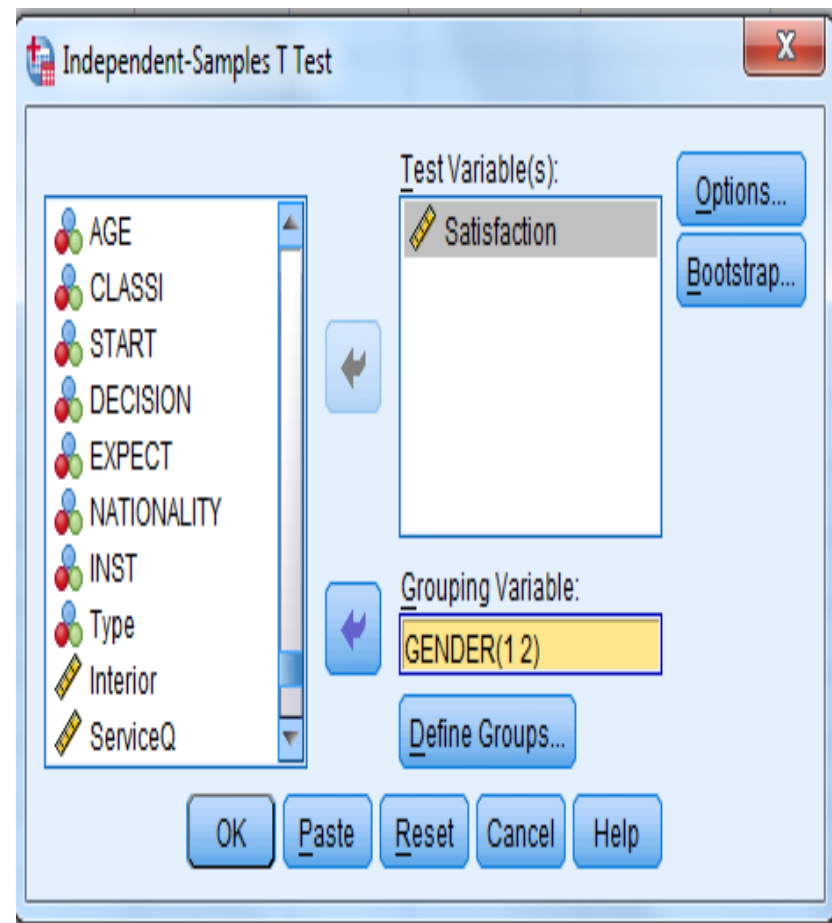 Independent-Samples T Test
X
AGE
CLASSI
START
DECISION
EXPECT
NATIONALITY
INST
Type
Interior
ServiceQ
Test Variable(s):
Satisfaction
Grouping Variable:
GENDER(1 2)
Define Groups...
Options...
Bootstrap...
OK Paste Reset Cancel Help